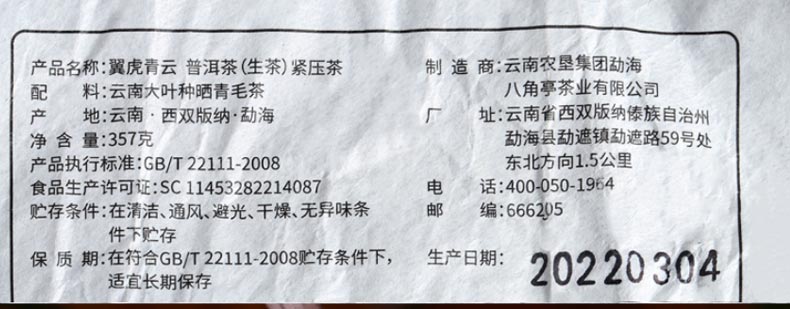 产品名称:翼虎青云 普洱茶(生茶)紧压茶
配 料:云南大叶种晒青毛茶
产 地:云南·西双版纳·勐海
净含量:357克
产品执行标准:GB/T 22111-2008
食品生产许可证:SC 11453282214087
贮存条件:在清洁、通风、避光、干燥、无异味条
件下贮存
保质期:在符合GB/T 22111-2008贮存条件下,
适宜长期保存
制造商:云南农垦集团勐海
八角亭茶业有限公司
厂 址:云南省西双版纳傣族自治州
勐海县勐遮镇勐遮路59号处
东北方向1.5公里
电 话:400-050-1964
邮 编:666205
生产日期: 20220304